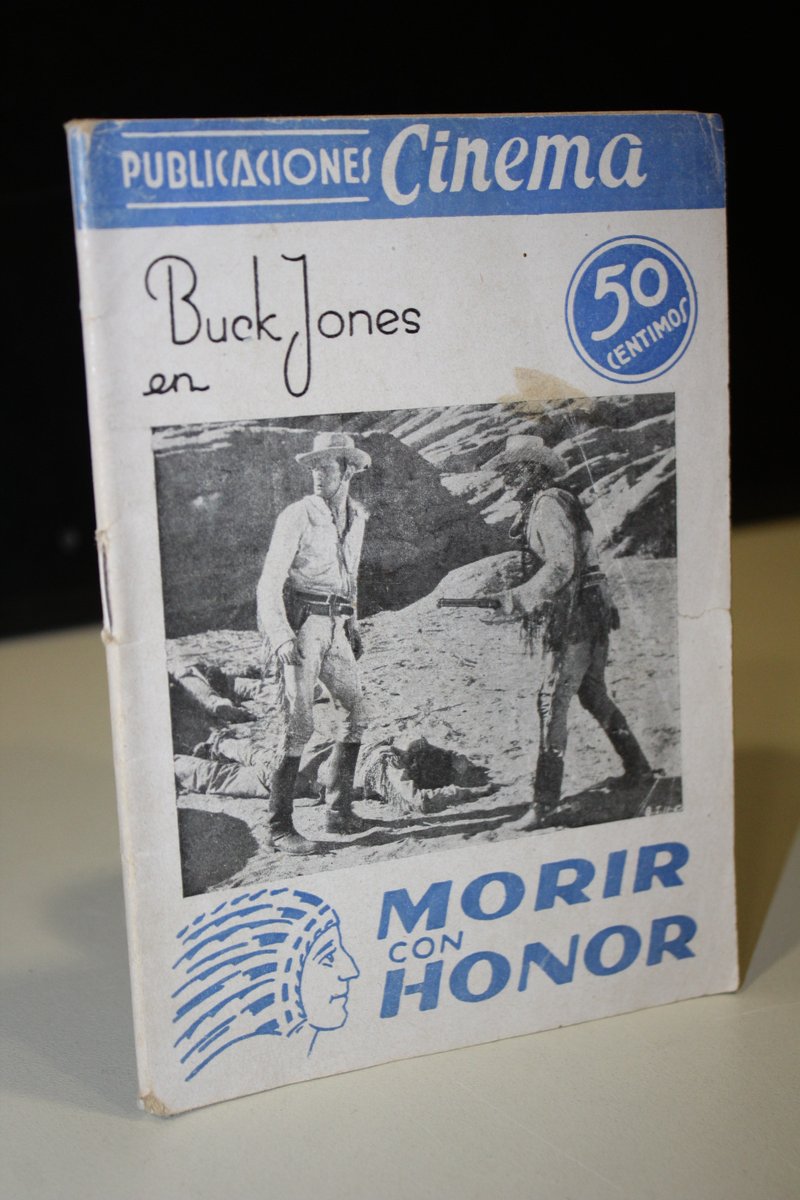 PUBLICACIONES Cinema
Buck Jones
en
50
CENTIMOS
MORIR
CON
HONOR